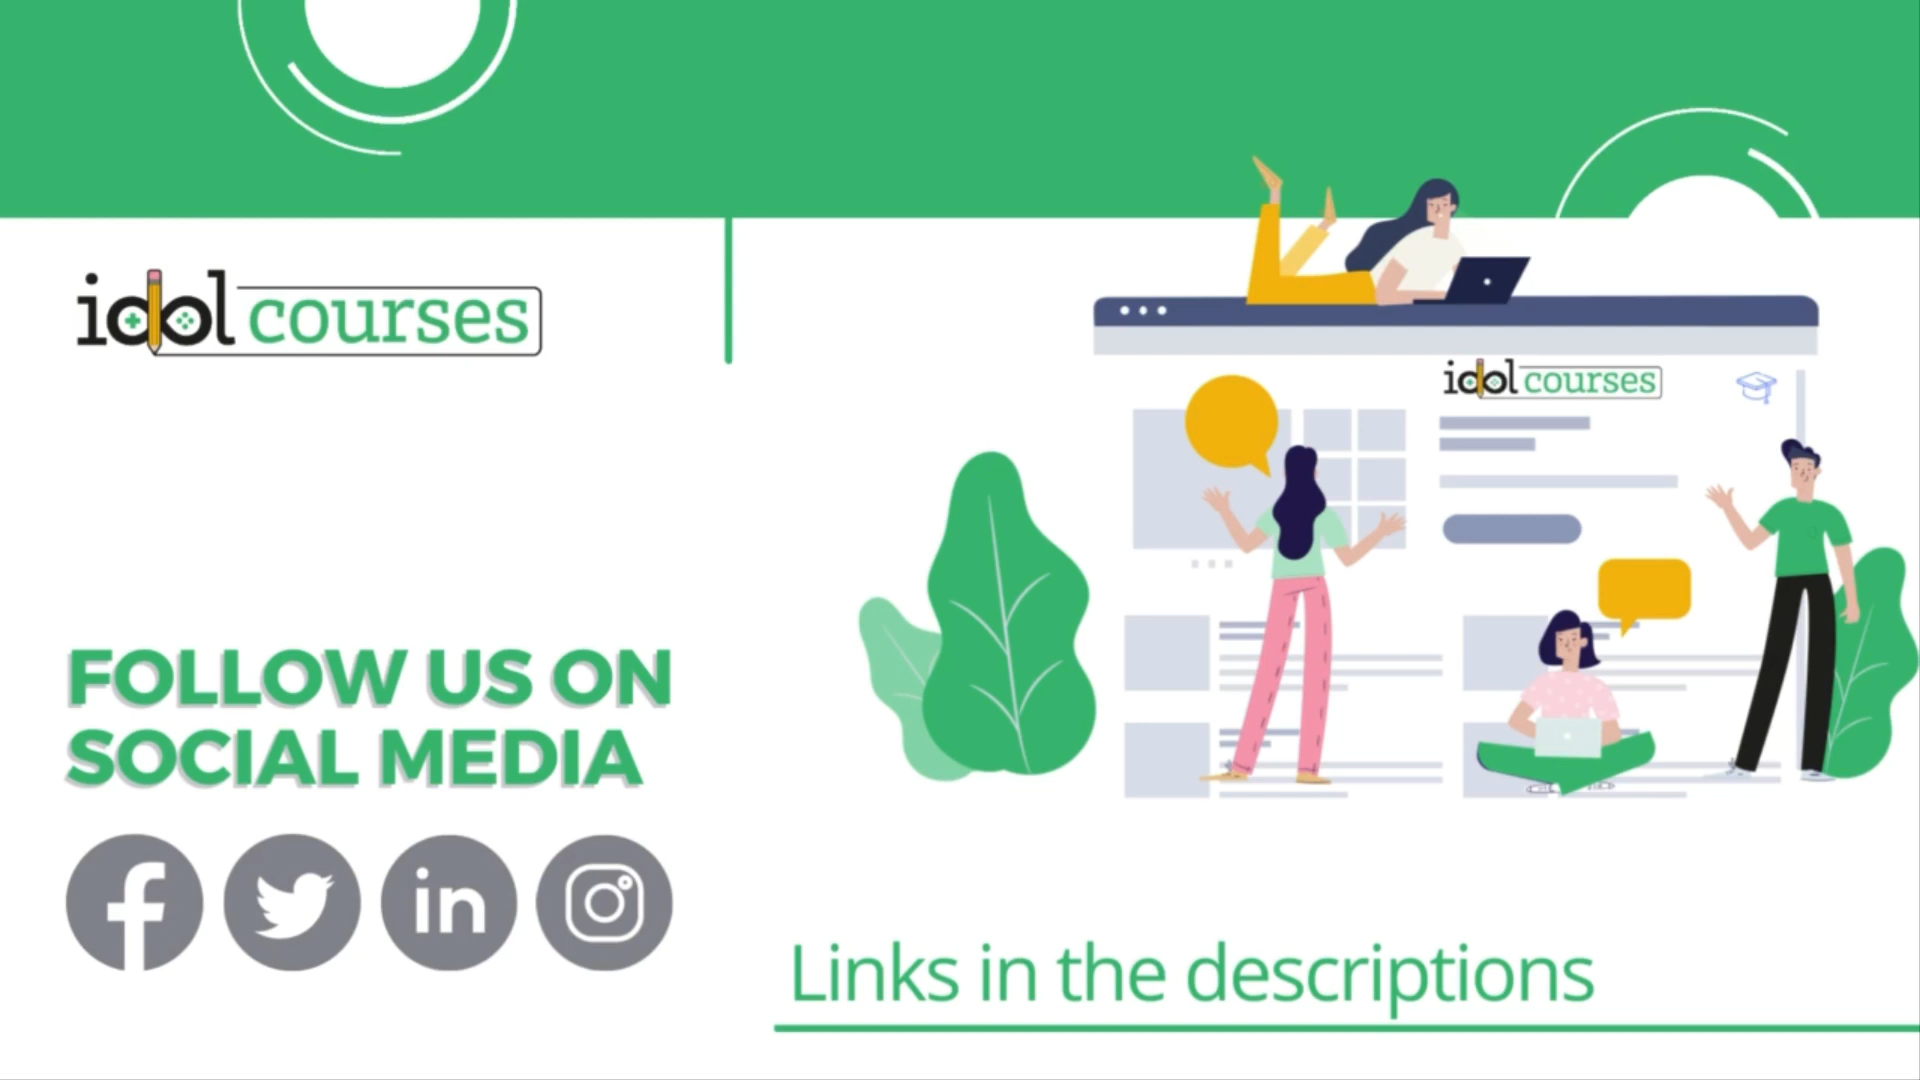 idol courses
idol courses
FOLLOW US ON
SOCIAL MEDIA
f
in
Links in the descriptions